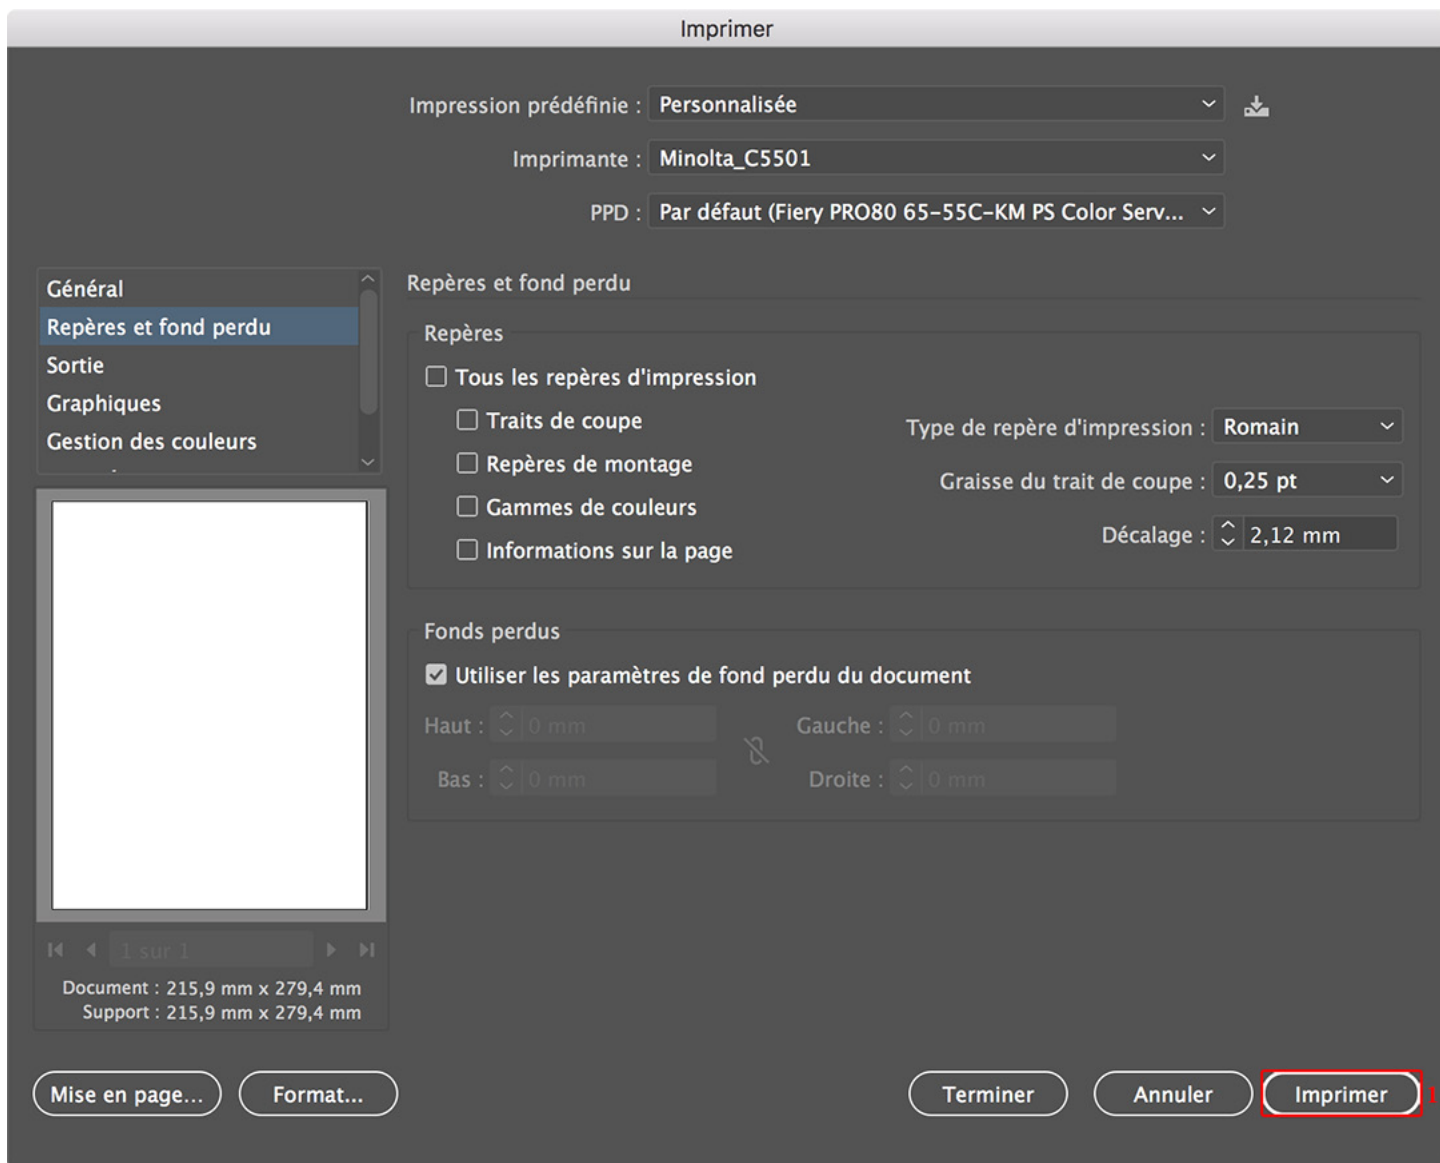 Imprimer
Impression prédéfinie : Personnalisée
Imprimante : Minolta_C5501
PPD : Par défaut (Fiery PRO80 65-55C-KM PS Color Serv...
Général
Repères et fond perdu
Sortie
Graphiques
Gestion des couleurs
Repères et fond perdu
Repères
Tous les repères d'impression
Traits de coupe
Repères de montage
Gammes de couleurs
Informations sur la page
Type de repère d'impression : Romain
Graisse du trait de coupe : 0,25 pt
Décalage : 2,12 mm
Fonds perdus
Utiliser les paramètres de fond perdu du document
Haut : 0 mm Gauche : 0 mm
Bas : 0 mm Droite : 0 mm
1 sur 1
Document : 215,9 mm x 279,4 mm
Support : 215,9 mm x 279,4 mm
Mise en page... Format... Terminer Annuler Imprimer 1